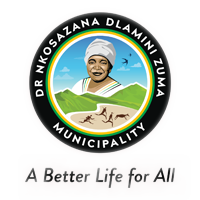 DR NKOSAZANA DLAMINI ZUMA
MUNICIPALITY
A Better Life for All